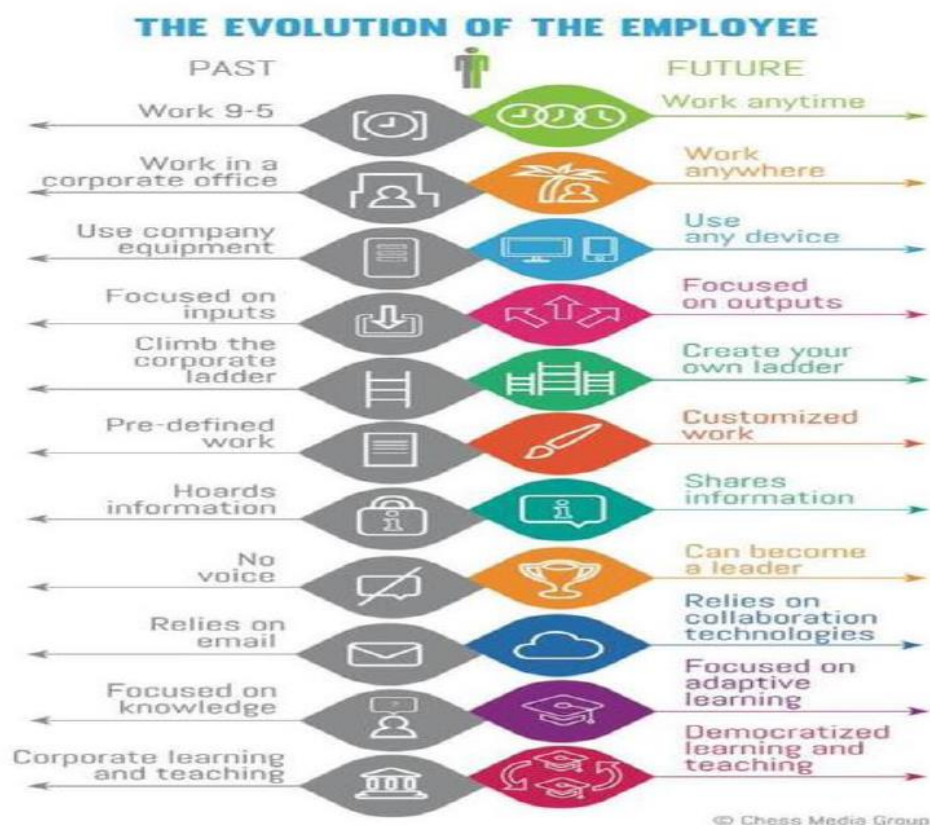 THE EVOLUTION OF THE EMPLOYEE
PAST
FUTURE
Work 9-5
Work anytime
Work in a
corporate office
Work
anywhere
Use company
equipment
Use
any device
Focused on
inputs
Focused
on outputs
Climb the
corporate
ladder
Create your
own ladder
Pre-defined
work
Customized
work
Hoards
information
i
Shares
information
i
No
voice
Can become
a leader
Relies on
email
Relies on
collaboration
technologies
Focused on
knowledge
?
Focused on
adaptive
learning
Corporate learning
and teaching
Democratized
learning and
teaching
© Chess Media Group